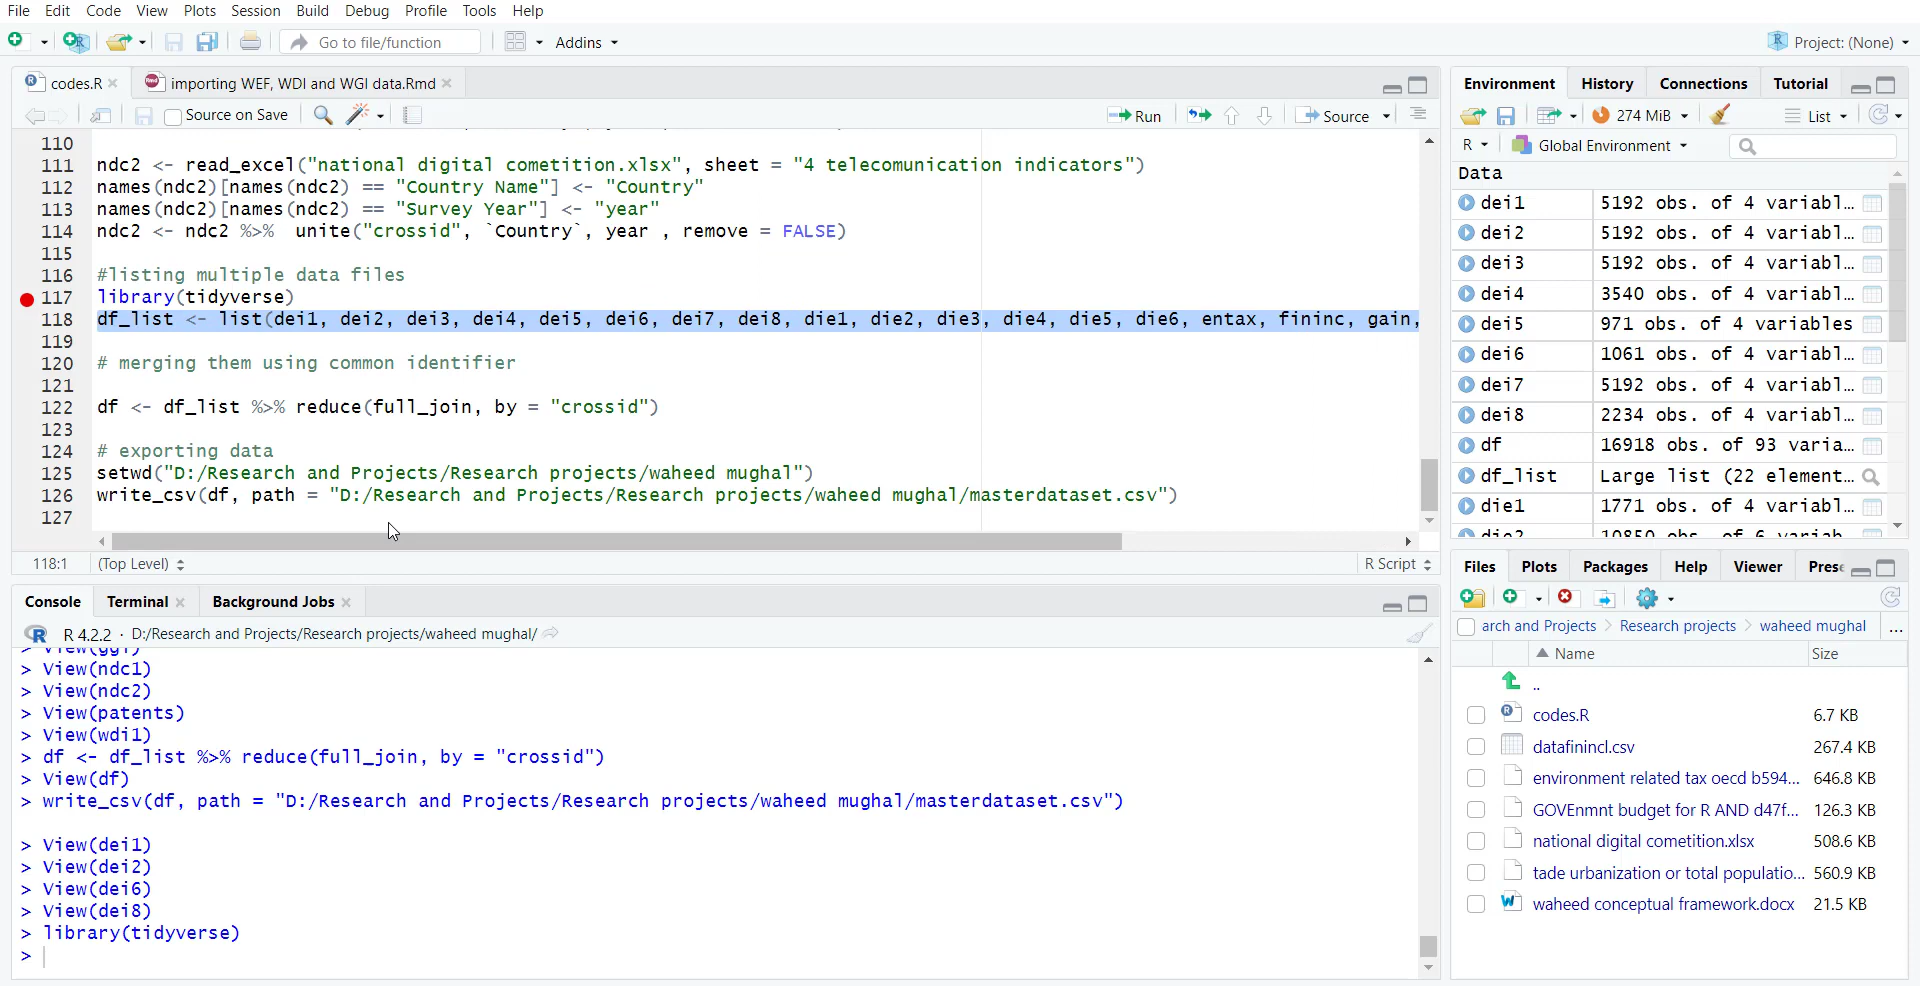 File Edit Code View Plots Session Build Debug Profile Tools Help
Go to file/function Addins Project: (None)
codes.R importing WEF, WDI and WGI data.Rmd
Source on Save Run Source
110
111 ndc2 <- read_excel("national digital cometition.xlsx", sheet = "4 telecomunication indicators")
112 names(ndc2)[names(ndc2) == "Country Name"] <- "Country"
113 names(ndc2)[names(ndc2) == "Survey Year"] <- "year"
114 ndc2 <- ndc2 %>% unite("crossid", `Country`, year , remove = FALSE)
115
116 #listing multiple data files
117 library(tidyverse)
118 df_list <- list(dei1, dei2, dei3, dei4, dei5, dei6, dei7, dei8, die1, die2, die3, die4, die5, die6, entax, fininc, gain,
119
120 # merging them using common identifier
121
122 df <- df_list %>% reduce(full_join, by = "crossid")
123
124 # exporting data
125 setwd("D:/Research and Projects/Research projects/waheed mughal")
126 write_csv(df, path = "D:/Research and Projects/Research projects/waheed mughal/masterdataset.csv")
127
118:1 (Top Level) R Script
Console Terminal Background Jobs
R 4.2.2 · D:/Research and Projects/Research projects/waheed mughal/
> View(ggi)
> View(ndc1)
> View(ndc2)
> View(patents)
> View(wdi1)
> df <- df_list %>% reduce(full_join, by = "crossid")
> View(df)
> write_csv(df, path = "D:/Research and Projects/Research projects/waheed mughal/masterdataset.csv")
> View(dei1)
> View(dei2)
> View(dei6)
> View(dei8)
> library(tidyverse)
>
Environment History Connections Tutorial
274 MiB List
R Global Environment
Data
dei1 5192 obs. of 4 variabl…
dei2 5192 obs. of 4 variabl…
dei3 5192 obs. of 4 variabl…
dei4 3540 obs. of 4 variabl…
dei5 971 obs. of 4 variables
dei6 1061 obs. of 4 variabl…
dei7 5192 obs. of 4 variabl…
dei8 2234 obs. of 4 variabl…
df 16918 obs. of 93 varia…
df_list Large list (22 element…
die1 1771 obs. of 4 variabl…
die2 10850 obs. of 6 variab…
Files Plots Packages Help Viewer Prese
arch and Projects Research projects waheed mughal ...
Name Size
..
codes.R 6.7 KB
datafinincl.csv 267.4 KB
environment related tax oecd b594... 646.8 KB
GOVEnmnt budget for R AND d47f... 126.3 KB
national digital cometition.xlsx 508.6 KB
tade urbanization or total populatio... 560.9 KB
waheed conceptual framework.docx 21.5 KB